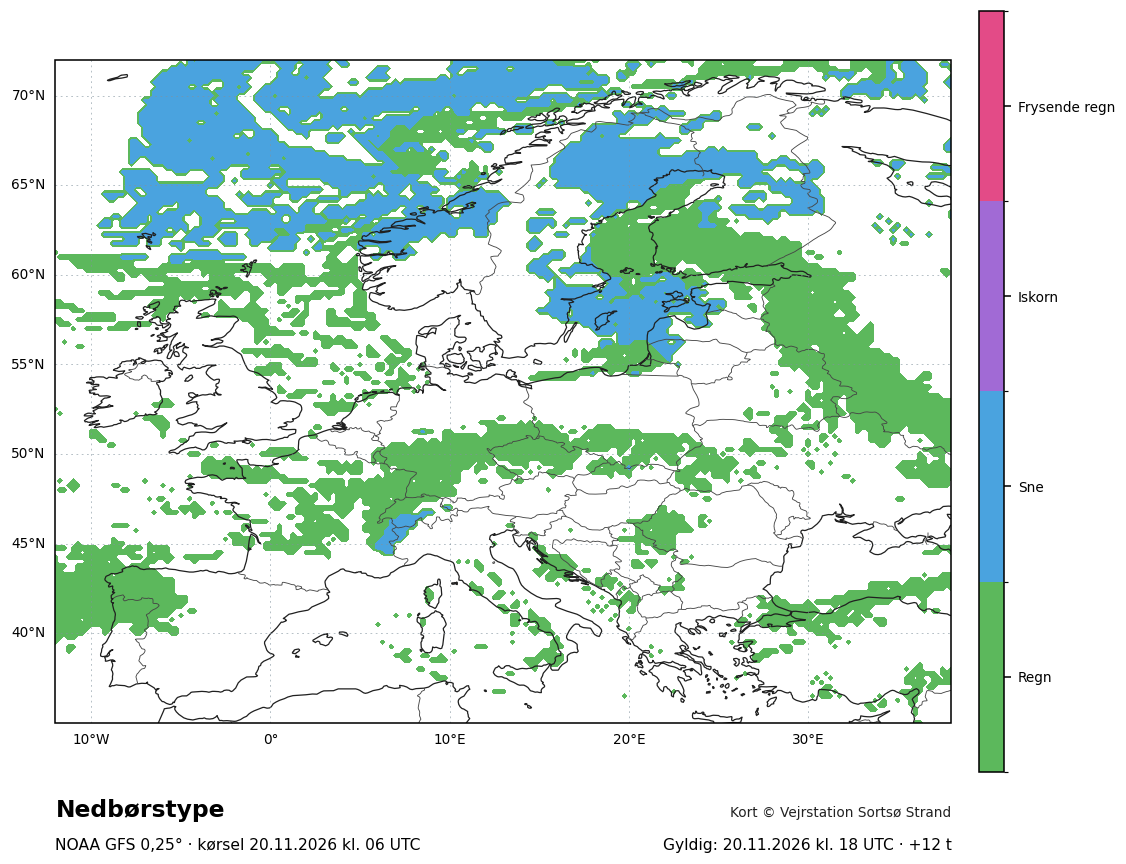 70°N
65°N
60°N
55°N
50°N
45°N
40°N
10°W
0°
10°E
20°E
30°E
Frysende regn
Iskorn
Sne
Regn
Nedbørstype
Kort © Vejrstation Sortsø Strand
NOAA GFS 0,25° · kørsel 20.11.2026 kl. 06 UTC
Gyldig: 20.11.2026 kl. 18 UTC · +12 t